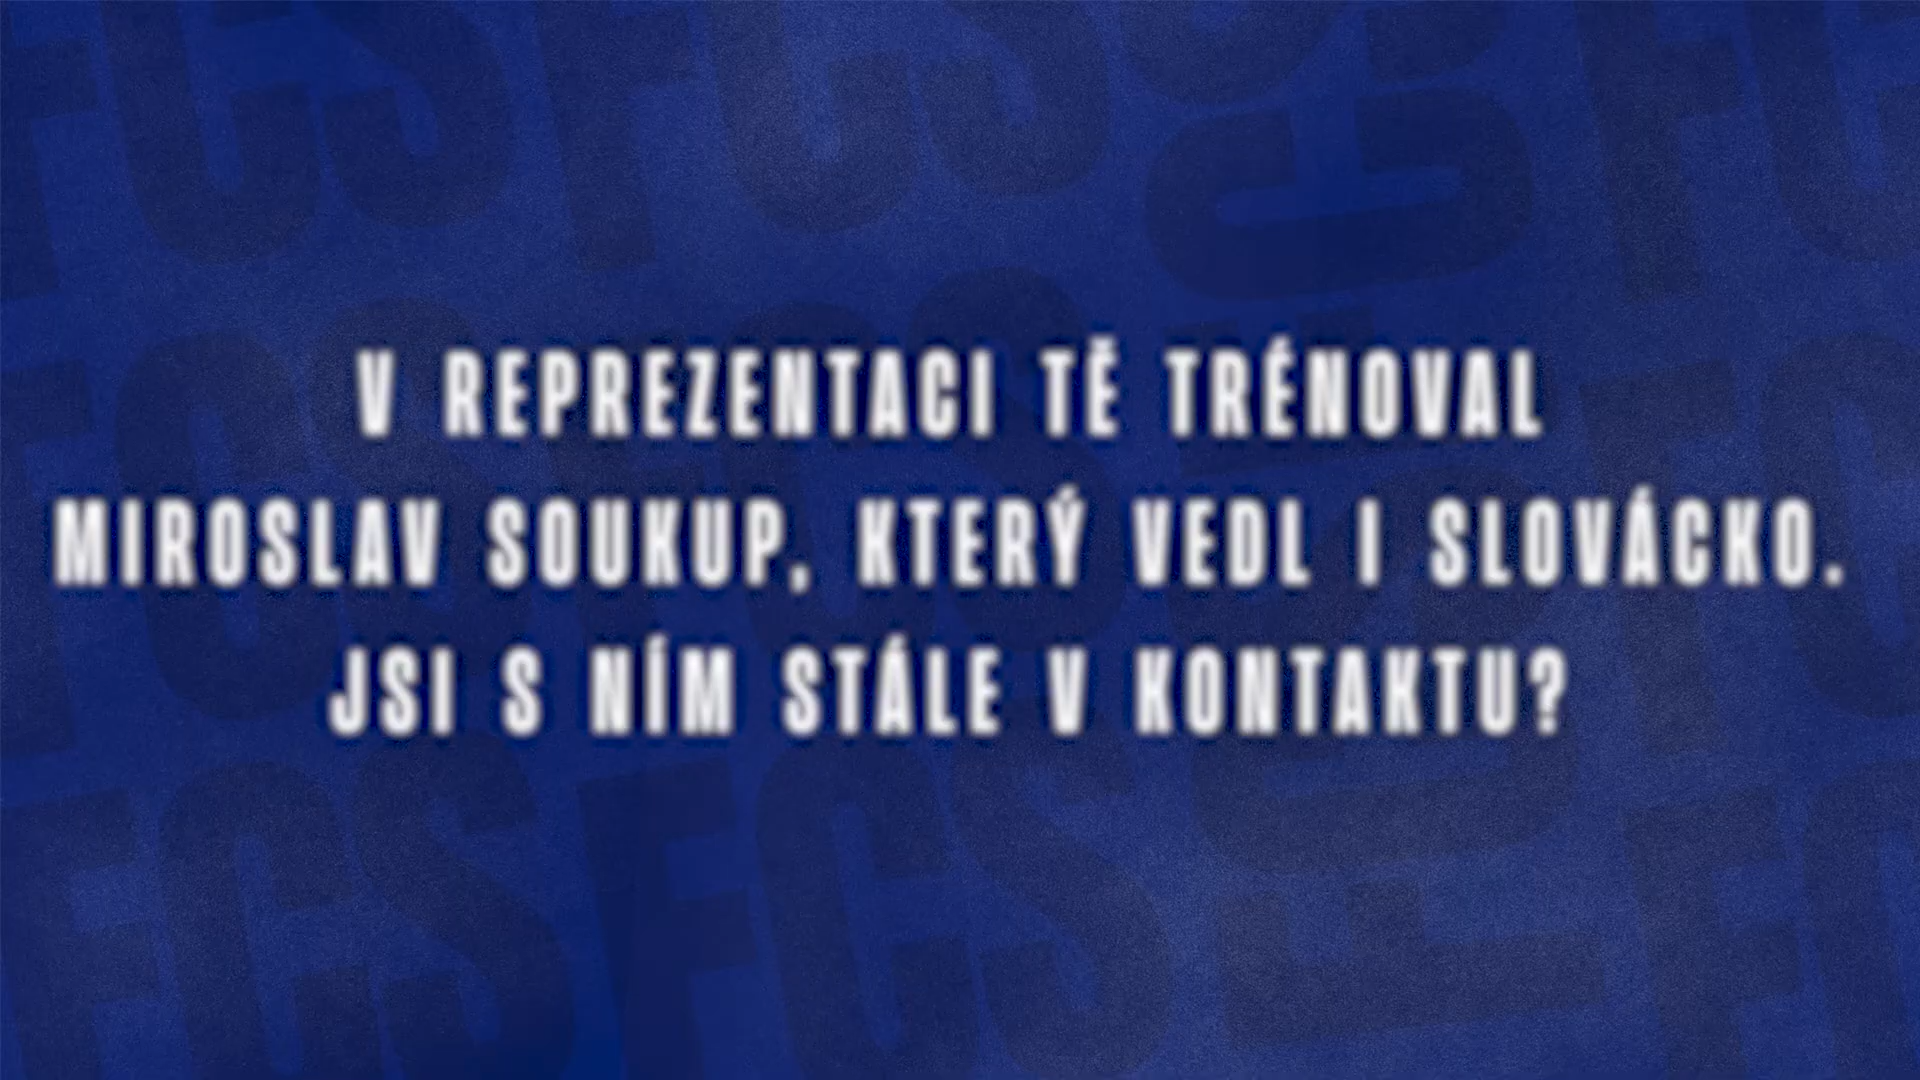 V REPREZENTACI TĚ TRÉNOVAL
MIROSLAV SOUKUP, KTERÝ VEDL I SLOVÁCKO.
JSI S NÍM STÁLE V KONTAKTU?